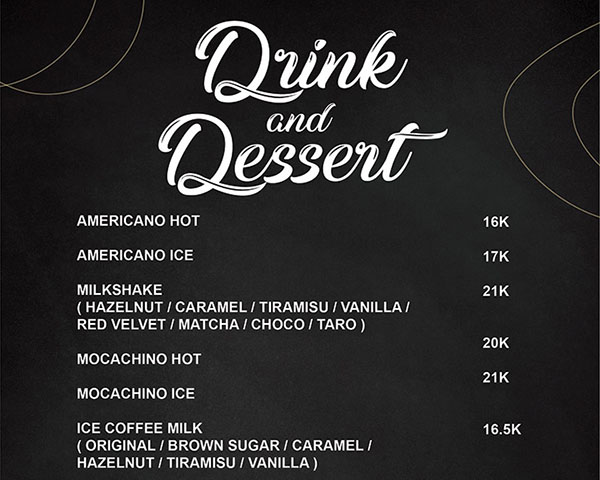 Drink
and
Dessert
AMERICANO HOT 16K
AMERICANO ICE 17K
MILKSHAKE 21K
( HAZELNUT / CARAMEL / TIRAMISU / VANILLA /
RED VELVET / MATCHA / CHOCO / TARO )
20K
MOCACHINO HOT
21K
MOCACHINO ICE
ICE COFFEE MILK 16.5K
( ORIGINAL / BROWN SUGAR / CARAMEL /
HAZELNUT / TIRAMISU / VANILLA )